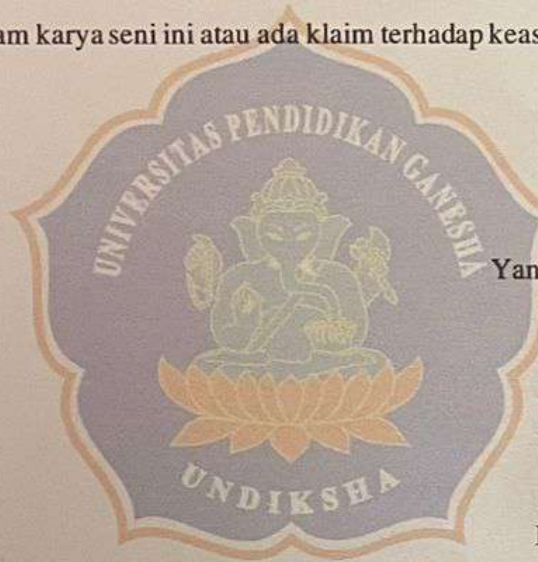 am karya seni ini atau ada klaim terhadap keas
UNIVERSITAS PENDIDIKAN GANESHA
Yan
UNDIKSHA